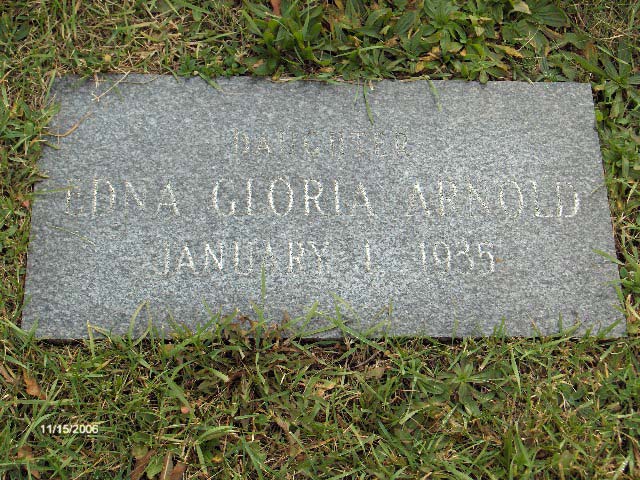 DAUGHTER
EDNA GLORIA ARNOLD
JANUARY 1 1935
11/15/2006